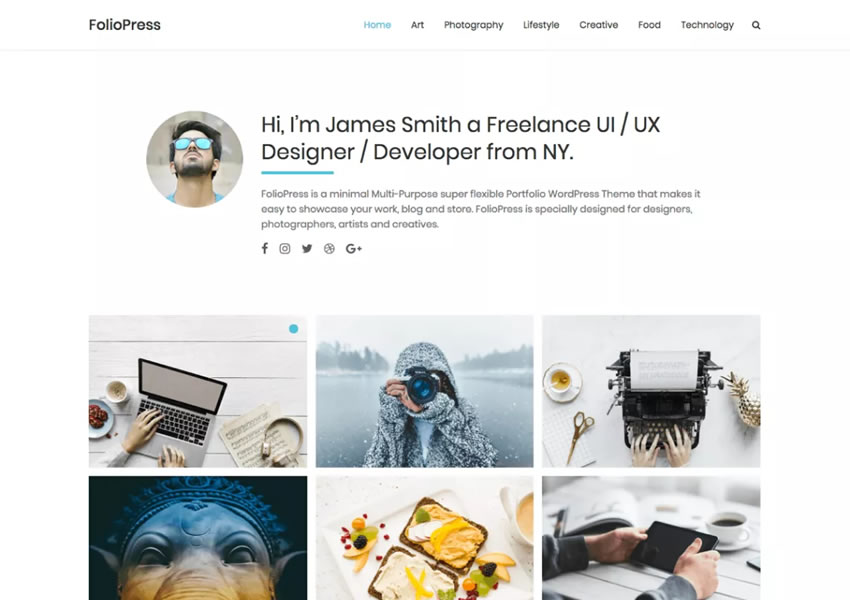 FolioPress
Home Art Photography Lifestyle Creative Food Technology
Hi, I'm James Smith a Freelance UI / UX
Designer / Developer from NY.
FolioPress is a minimal Multi-Purpose super flexible Portfolio WordPress Theme that makes it
easy to showcase your work, blog and store. FolioPress is specially designed for designers,
photographers, artists and creatives.